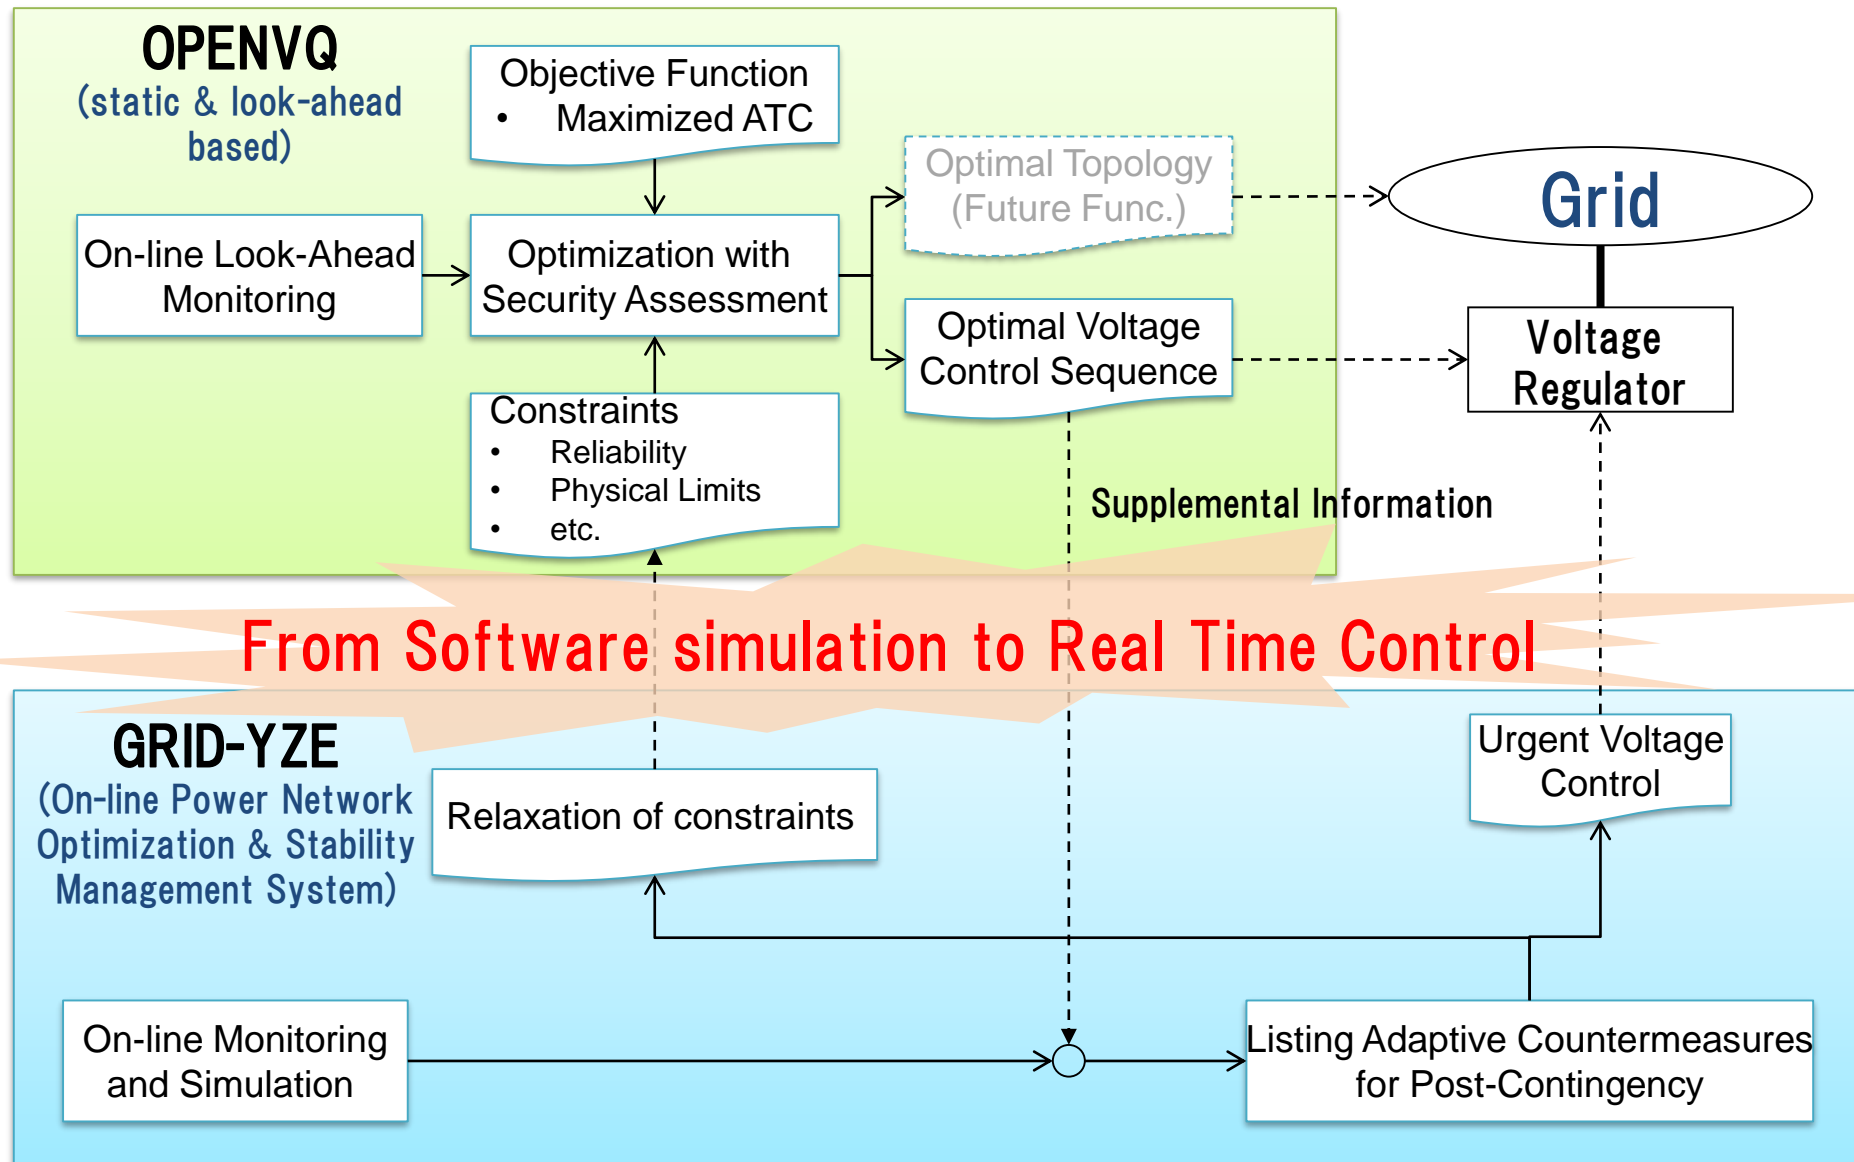 OPENVQ
(static & look-ahead
based)
Objective Function
• Maximized ATC
On-line Look-Ahead
Monitoring
Optimization with
Security Assessment
Constraints
• Reliability
• Physical Limits
• etc.
Optimal Topology
(Future Func.)
Optimal Voltage
Control Sequence
Grid
Voltage
Regulator
Supplemental Information
From Software simulation to Real Time Control
GRID-YZE
(On-line Power Network
Optimization & Stability
Management System)
Relaxation of constraints
Urgent Voltage
Control
On-line Monitoring
and Simulation
Listing Adaptive Countermeasures
for Post-Contingency